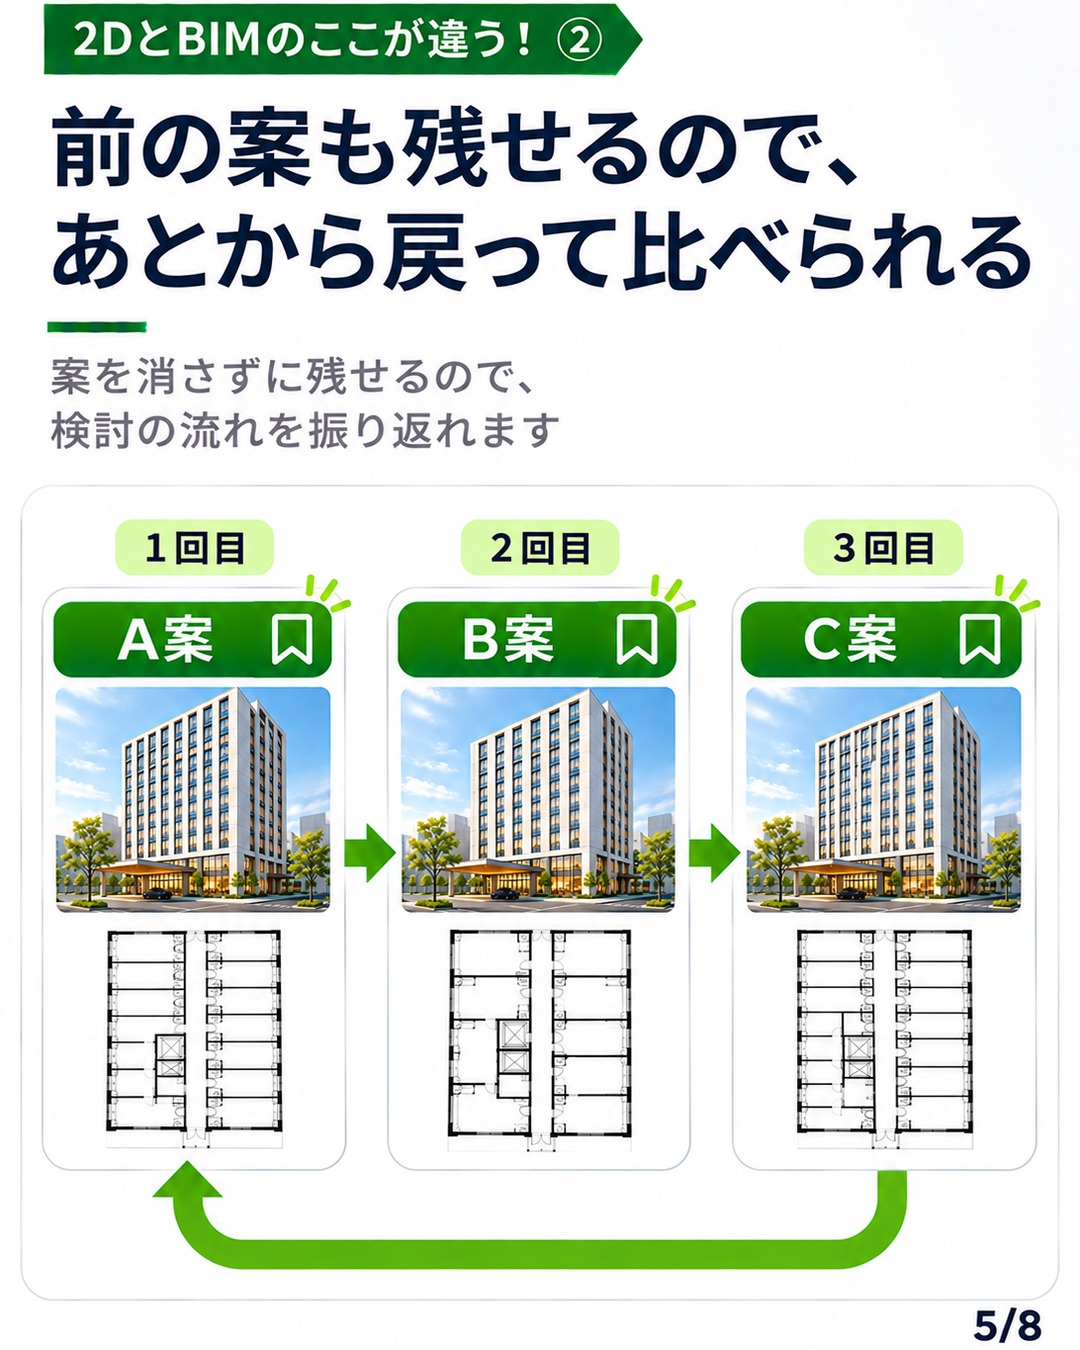 2DとBIMのここが違う！ ②
前の案も残せるので、
あとから戻って比べられる
案を消さずに残せるので、
検討の流れを振り返れます
1回目
2回目
3回目
A案
B案
C案
5/8